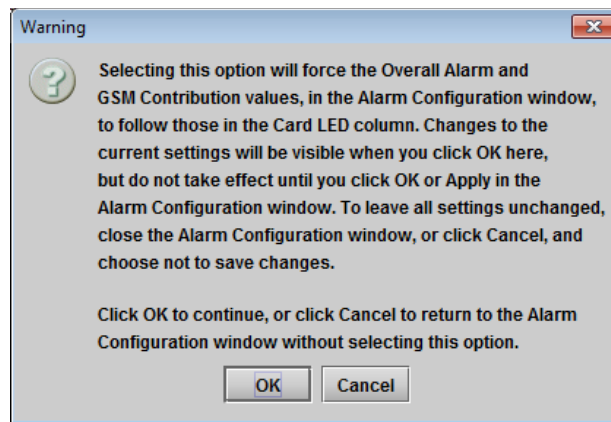 Warning
Selecting this option will force the Overall Alarm and
GSM Contribution values, in the Alarm Configuration window,
to follow those in the Card LED column. Changes to the
current settings will be visible when you click OK here,
but do not take effect until you click OK or Apply in the
Alarm Configuration window. To leave all settings unchanged,
close the Alarm Configuration window, or click Cancel, and
choose not to save changes.
Click OK to continue, or click Cancel to return to the Alarm
Configuration window without selecting this option.
OK Cancel